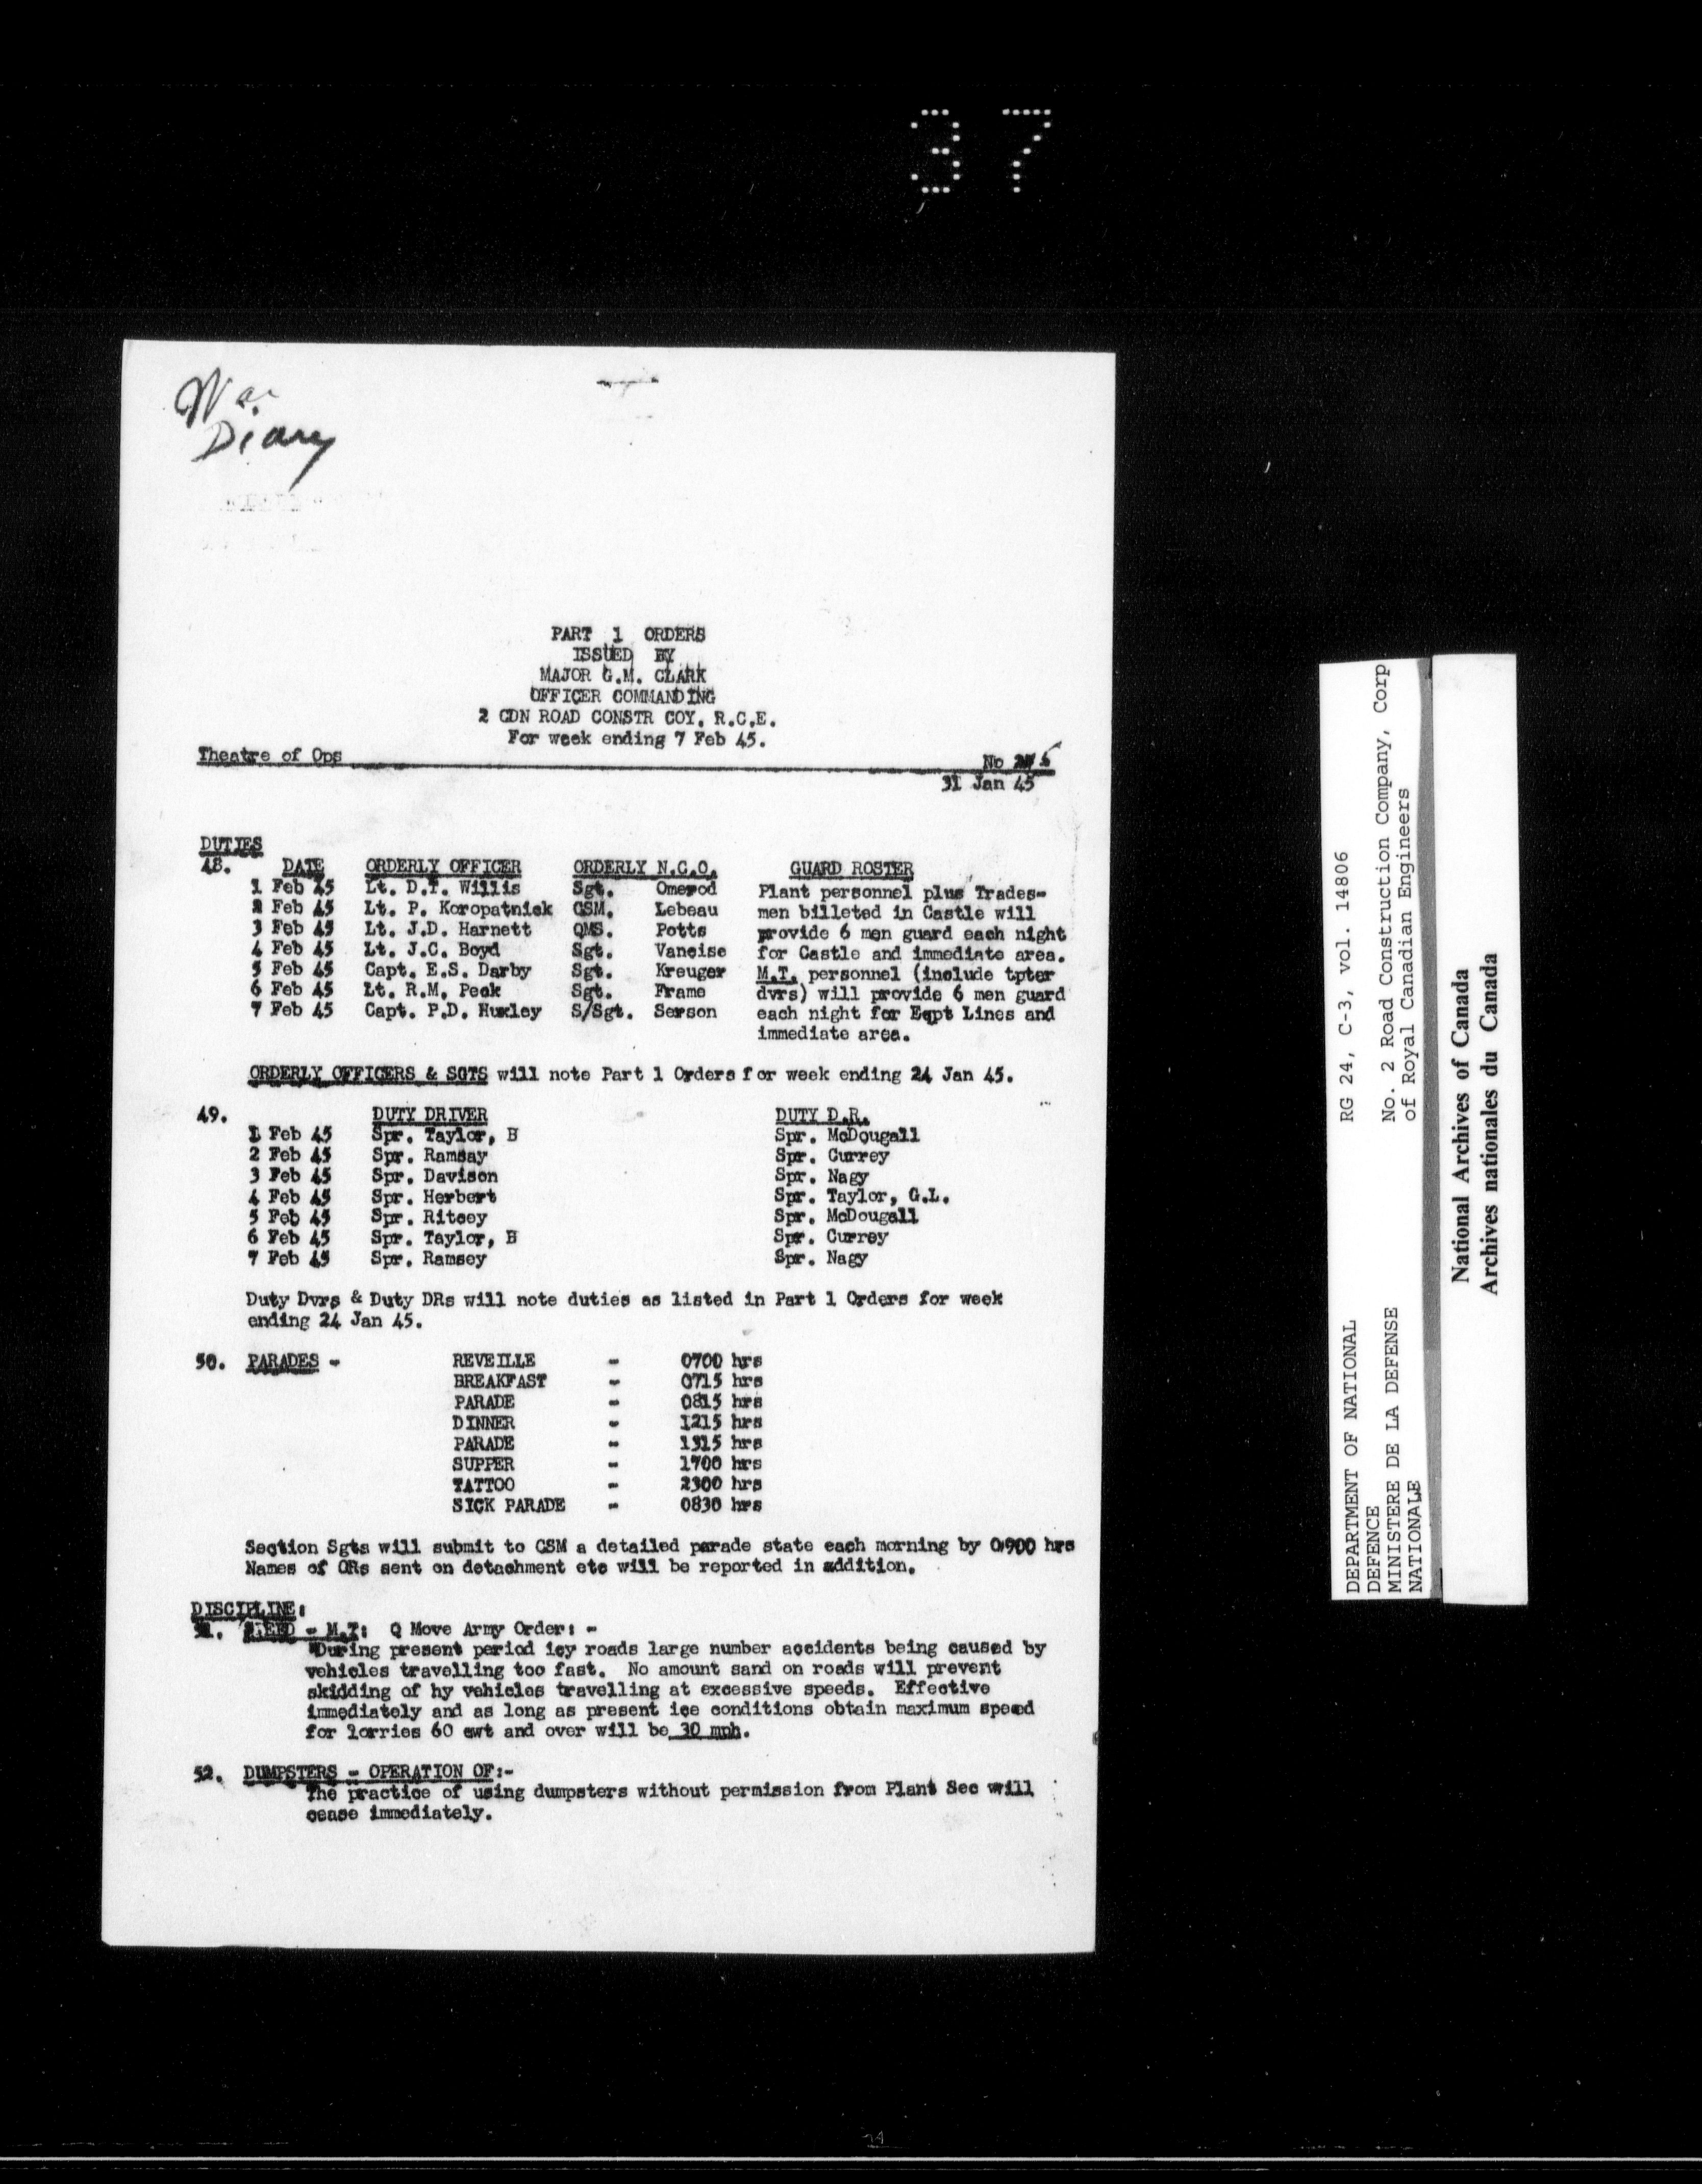 37
War
Diary
PART 1 ORDERS
ISSUED BY
MAJOR G.M. CLARK
OFFICER COMMANDING
2 CDN ROAD CONSTR COY, R.C.E.
For week ending 7 Feb 45.
Theatre of Ops No
31 Jan 45
DUTIES
48. DATE ORDERLY OFFICER ORDERLY N.C.O. GUARD ROSTER
1 Feb 45 Lt. D.T. Willis Sgt. Omerod Plant personnel plus Trades-
2 Feb 45 Lt. P. Koropatnick CSM. Lebeau men billeted in Castle will
3 Feb 45 Lt. J.D. Harnett QMS. Potts provide 6 men guard each night
4 Feb 45 Lt. J.C. Boyd Sgt. Vancise for Castle and immediate area.
5 Feb 45 Capt. E.S. Darby Sgt. Kreuger M.T. personnel (include tpter
6 Feb 45 Lt. R.M. Peck Sgt. Frame dvrs) will provide 6 men guard
7 Feb 45 Capt. P.D. Huxley S/Sgt. Serson each night for Eqpt Lines and
immediate area.
ORDERLY OFFICERS & SGTS will note Part 1 Orders for week ending 24 Jan 45.
49. DUTY DRIVER DUTY D.R.
1 Feb 45 Spr. Taylor, B Spr. McDougall
2 Feb 45 Spr. Ramsay Spr. Currey
3 Feb 45 Spr. Davison Spr. Nagy
4 Feb 45 Spr. Herbert Spr. Taylor, G.L.
5 Feb 45 Spr. Ritcey Spr. McDougall
6 Feb 45 Spr. Taylor, B Spr. Currey
7 Feb 45 Spr. Ramsey Spr. Nagy
Duty Dvrs & Duty DRs will note duties as listed in Part 1 Orders for week
ending 24 Jan 45.
50. PARADES - REVEILLE - 0700 hrs
BREAKFAST - 0715 hrs
PARADE - 0815 hrs
DINNER - 1215 hrs
PARADE - 1315 hrs
SUPPER - 1700 hrs
TATTOO - 2300 hrs
SICK PARADE - 0830 hrs
Section Sgts will submit to CSM a detailed parade state each morning by 0900 hrs
Names of ORs sent on detachment etc will be reported in addition.
DISCIPLINE:
51. SPEED - M.T: Q Move Army Order: -
"During present period icy roads large number accidents being caused by
vehicles travelling too fast. No amount sand on roads will prevent
skidding of hy vehicles travelling at excessive speeds. Effective
immediately and as long as present ice conditions obtain maximum speed
for lorries 60 cwt and over will be 30 mph.
52. DUMPSTERS - OPERATION OF:-
The practice of using dumpsters without permission from Plant Sec will
cease immediately.
DEPARTMENT OF NATIONAL RG 24, C-3, vol. 14806
DEFENCE
MINISTERE DE LA DEFENSE No. 2 Road Construction Company, Corp
NATIONALE of Royal Canadian Engineers
National Archives of Canada
Archives nationales du Canada